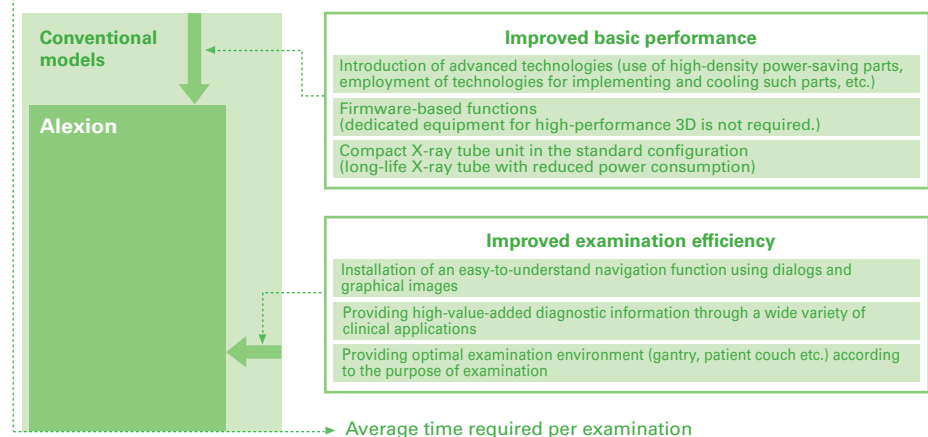 Conventional
models
Alexion
Improved basic performance
Introduction of advanced technologies (use of high-density power-saving parts,
employment of technologies for implementing and cooling such parts, etc.)
Firmware-based functions
(dedicated equipment for high-performance 3D is not required.)
Compact X-ray tube unit in the standard configuration
(long-life X-ray tube with reduced power consumption)
Improved examination efficiency
Installation of an easy-to-understand navigation function using dialogs and
graphical images
Providing high-value-added diagnostic information through a wide variety of
clinical applications
Providing optimal examination environment (gantry, patient couch etc.) according
to the purpose of examination
Average time required per examination